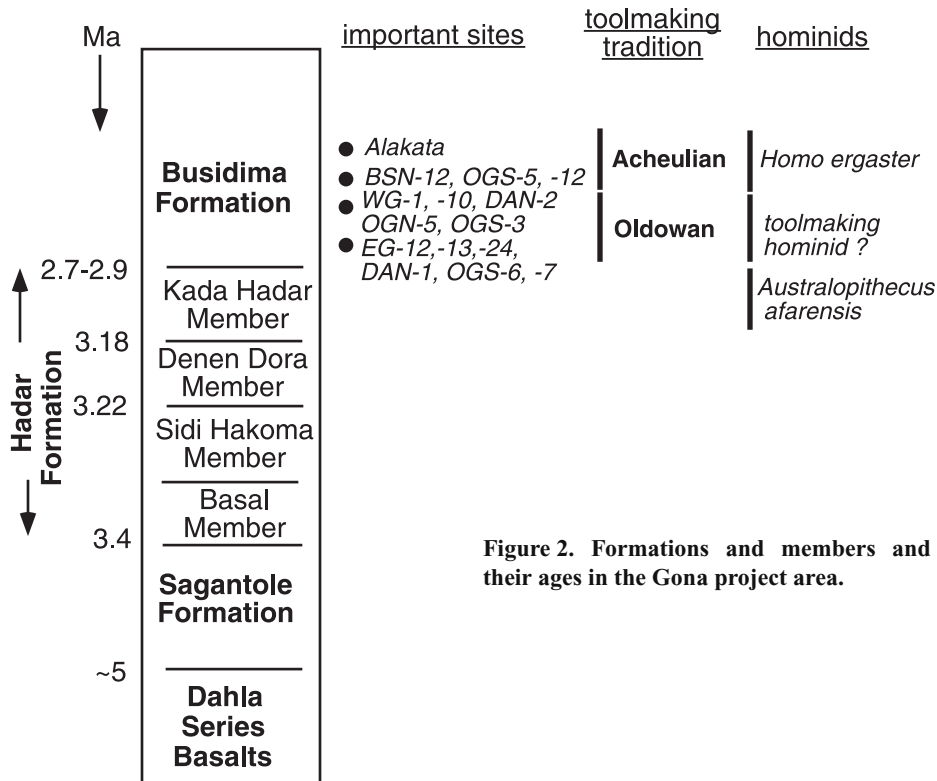 Ma
important sites
toolmaking
tradition
hominids
Busidima
Formation
Alakata
BSN-12, OGS-5, -12
WG-1, -10, DAN-2
OGN-5, OGS-3
EG-12,-13,-24,
DAN-1, OGS-6, -7
Acheulian
Oldowan
Homo ergaster
toolmaking
hominid ?
Australopithecus
afarensis
2.7-2.9
Kada Hadar
Member
3.18
Denen Dora
Member
3.22
Sidi Hakoma
Member
Basal
Member
3.4
Hadar
Formation
Sagantole
Formation
~5
Dahla
Series
Basalts
Figure 2. Formations and members and
their ages in the Gona project area.